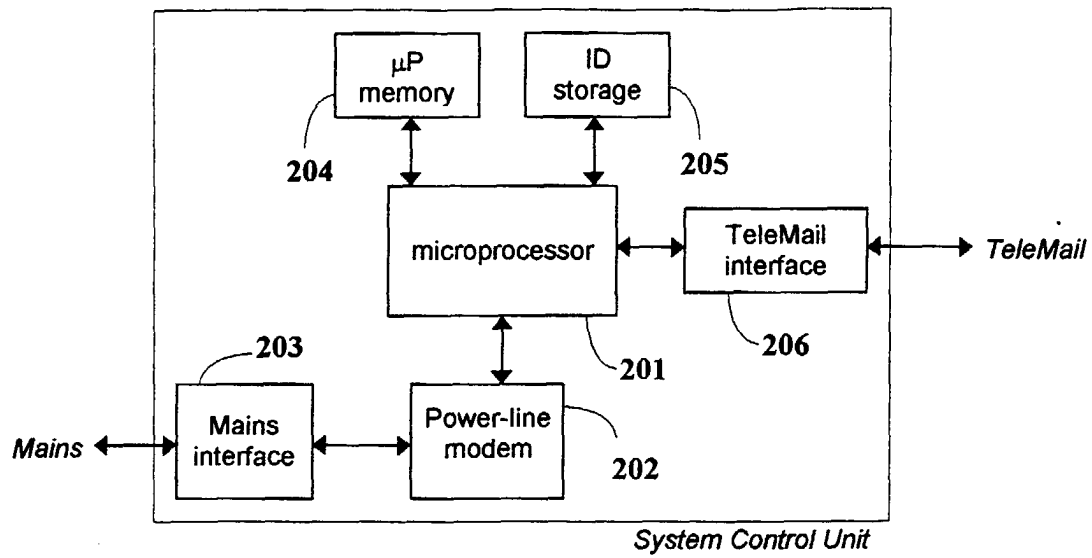 μP
memory
ID
storage
204
205
microprocessor
TeleMail
interface
TeleMail
206
203
201
Mains
Mains
interface
Power-line
modem
202
System Control Unit